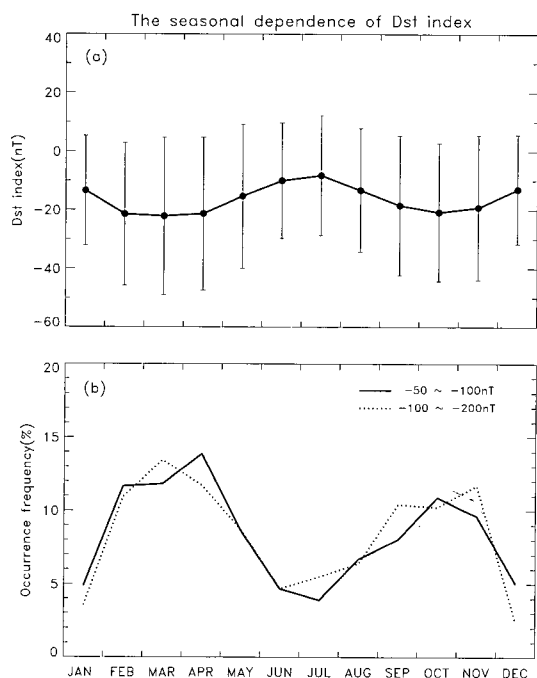 The seasonal dependence of Dst index
(a)
Dst index(nT)
40
20
0
-20
-40
-60
(b)
-50 ~ -100nT
-100 ~ -200nT
Occurrence frequency(%)
20
15
10
5
0
JAN FEB MAR APR MAY JUN JUL AUG SEP OCT NOV DEC